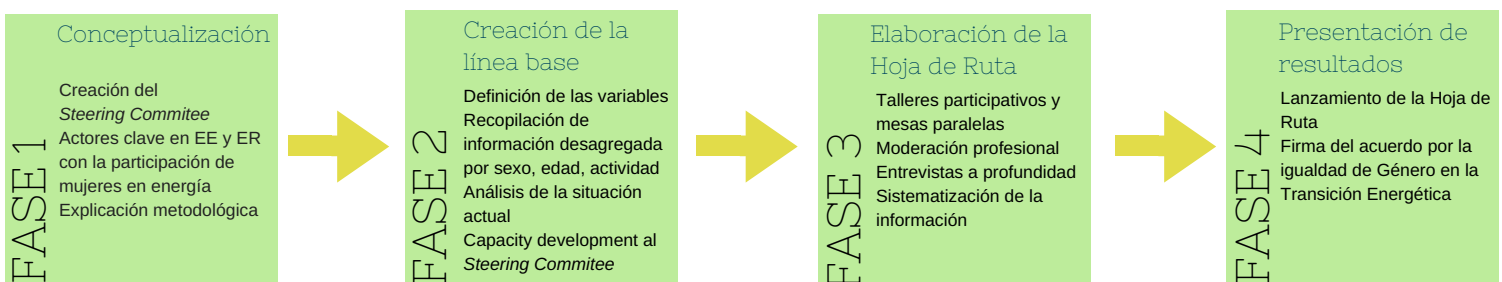 FASE 1
Conceptualización
Creación del
Steering Commitee
Actores clave en EE y ER
con la participación de
mujeres en energía
Explicación metodológica
FASE 2
Creación de la
línea base
Definición de las variables
Recopilación de
información desagregada
por sexo, edad, actividad
Análisis de la situación
actual
Capacity development al
Steering Commitee
FASE 3
Elaboración de la
Hoja de Ruta
Talleres participativos y
mesas paralelas
Moderación profesional
Entrevistas a profundidad
Sistematización de la
información
FASE 4
Presentación de
resultados
Lanzamiento de la Hoja de
Ruta
Firma del acuerdo por la
igualdad de Género en la
Transición Energética